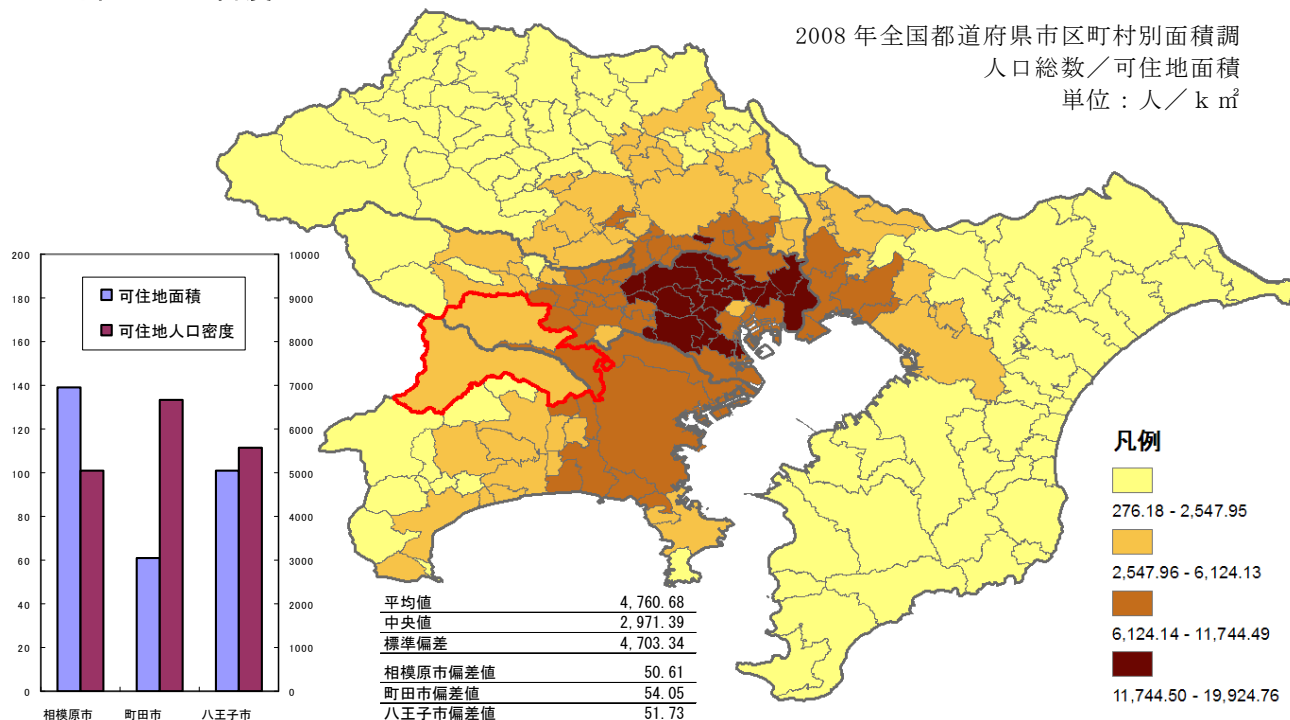 2008 年全国都道府県市区町村別面積調
人口総数／可住地面積
単位：人／ｋ㎡
200
180
160
140
120
100
80
60
40
20
0
10000
9000
8000
7000
6000
5000
4000
3000
2000
1000
0
可住地面積
可住地人口密度
相模原市
町田市
八王子市
平均値 4,760.68
中央値 2,971.39
標準偏差 4,703.34
相模原市偏差値 50.61
町田市偏差値 54.05
八王子市偏差値 51.73
凡例
276.18 - 2,547.95
2,547.96 - 6,124.13
6,124.14 - 11,744.49
11,744.50 - 19,924.76